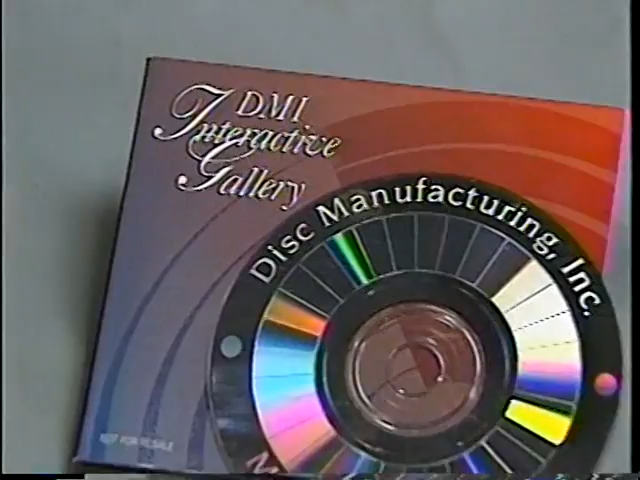 DMI
Interactive
Gallery
Disc Manufacturing, Inc.
NOT FOR RESALE